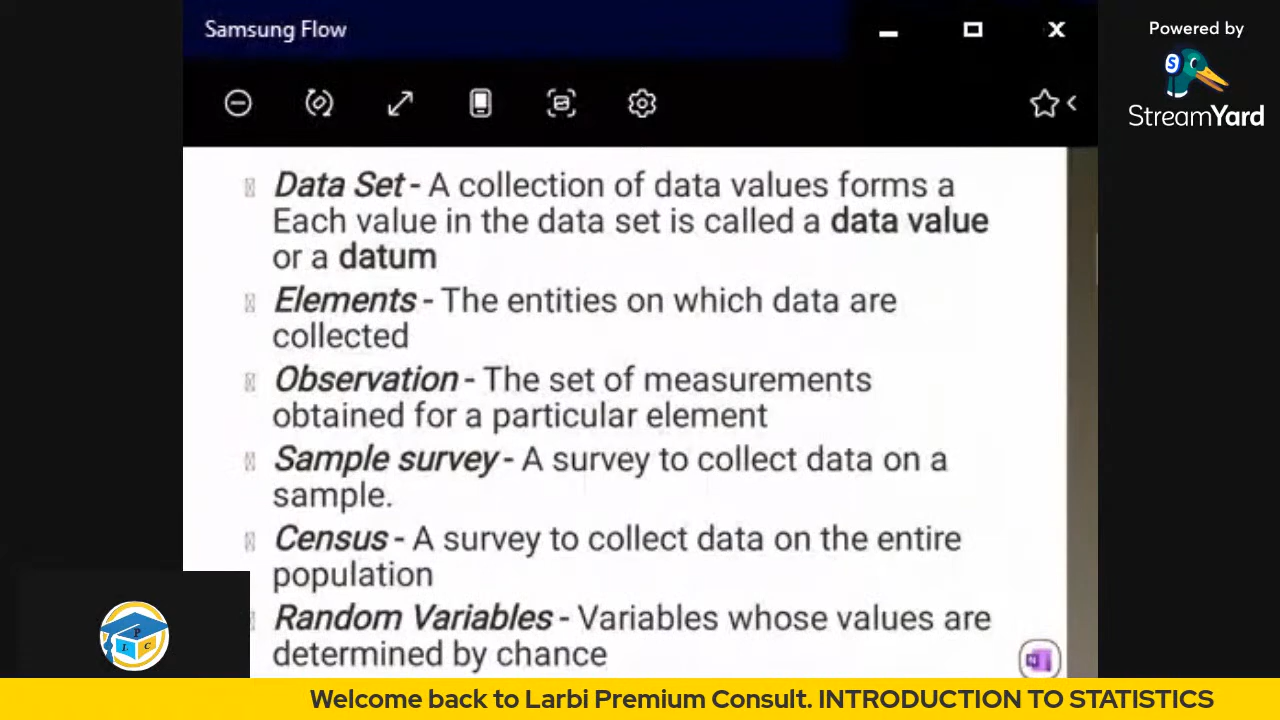 Samsung Flow
Powered by
StreamYard
Data Set - A collection of data values forms a
Each value in the data set is called a data value
or a datum
Elements - The entities on which data are
collected
Observation - The set of measurements
obtained for a particular element
Sample survey - A survey to collect data on a
sample.
Census - A survey to collect data on the entire
population
Random Variables - Variables whose values are
determined by chance
L P C
N
Welcome back to Larbi Premium Consult. INTRODUCTION TO STATISTICS